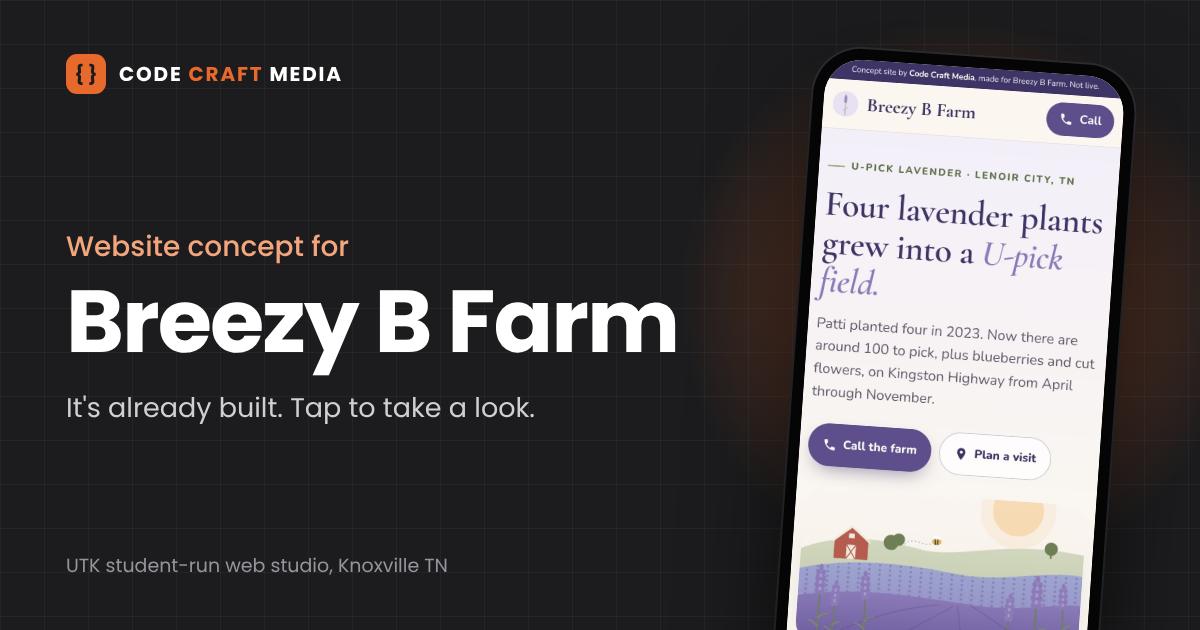 { } CODE CRAFT MEDIA
Website concept for
Breezy B Farm
It's already built. Tap to take a look.
UTK student-run web studio, Knoxville TN
Concept site by Code Craft Media, made for Breezy B Farm. Not live.
Breezy B Farm
Call
U-PICK LAVENDER · LENOIR CITY, TN
Four lavender plants
grew into a U-pick
field.
Patti planted four in 2023. Now there are
around 100 to pick, plus blueberries and cut
flowers, on Kingston Highway from April
through November.
Call the farm
Plan a visit